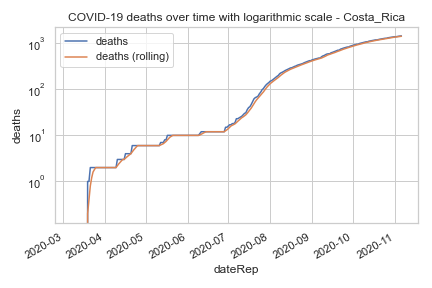 COVID-19 deaths over time with logarithmic scale - Costa_Rica
deaths
deaths (rolling)
10³
10²
10¹
10⁰
deaths
2020-03
2020-04
2020-05
2020-06
2020-07
2020-08
2020-09
2020-10
2020-11
dateRep